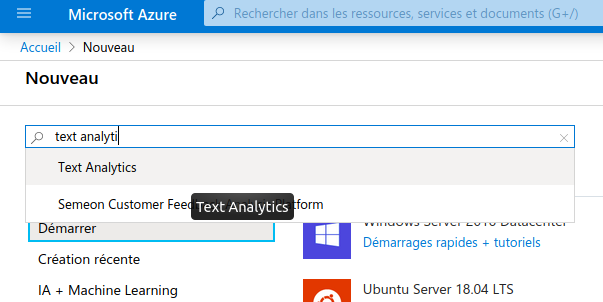 Microsoft Azure
Rechercher dans les ressources, services et documents (G+/)
Accueil > Nouveau
Nouveau
text analyti
Text Analytics
Semeon Customer Feed Platform
Text Analytics
Démarrer
Windows Server 2016 Datacenter
Démarrages rapides + tutoriels
Création récente
IA + Machine Learning
Ubuntu Server 18.04 LTS